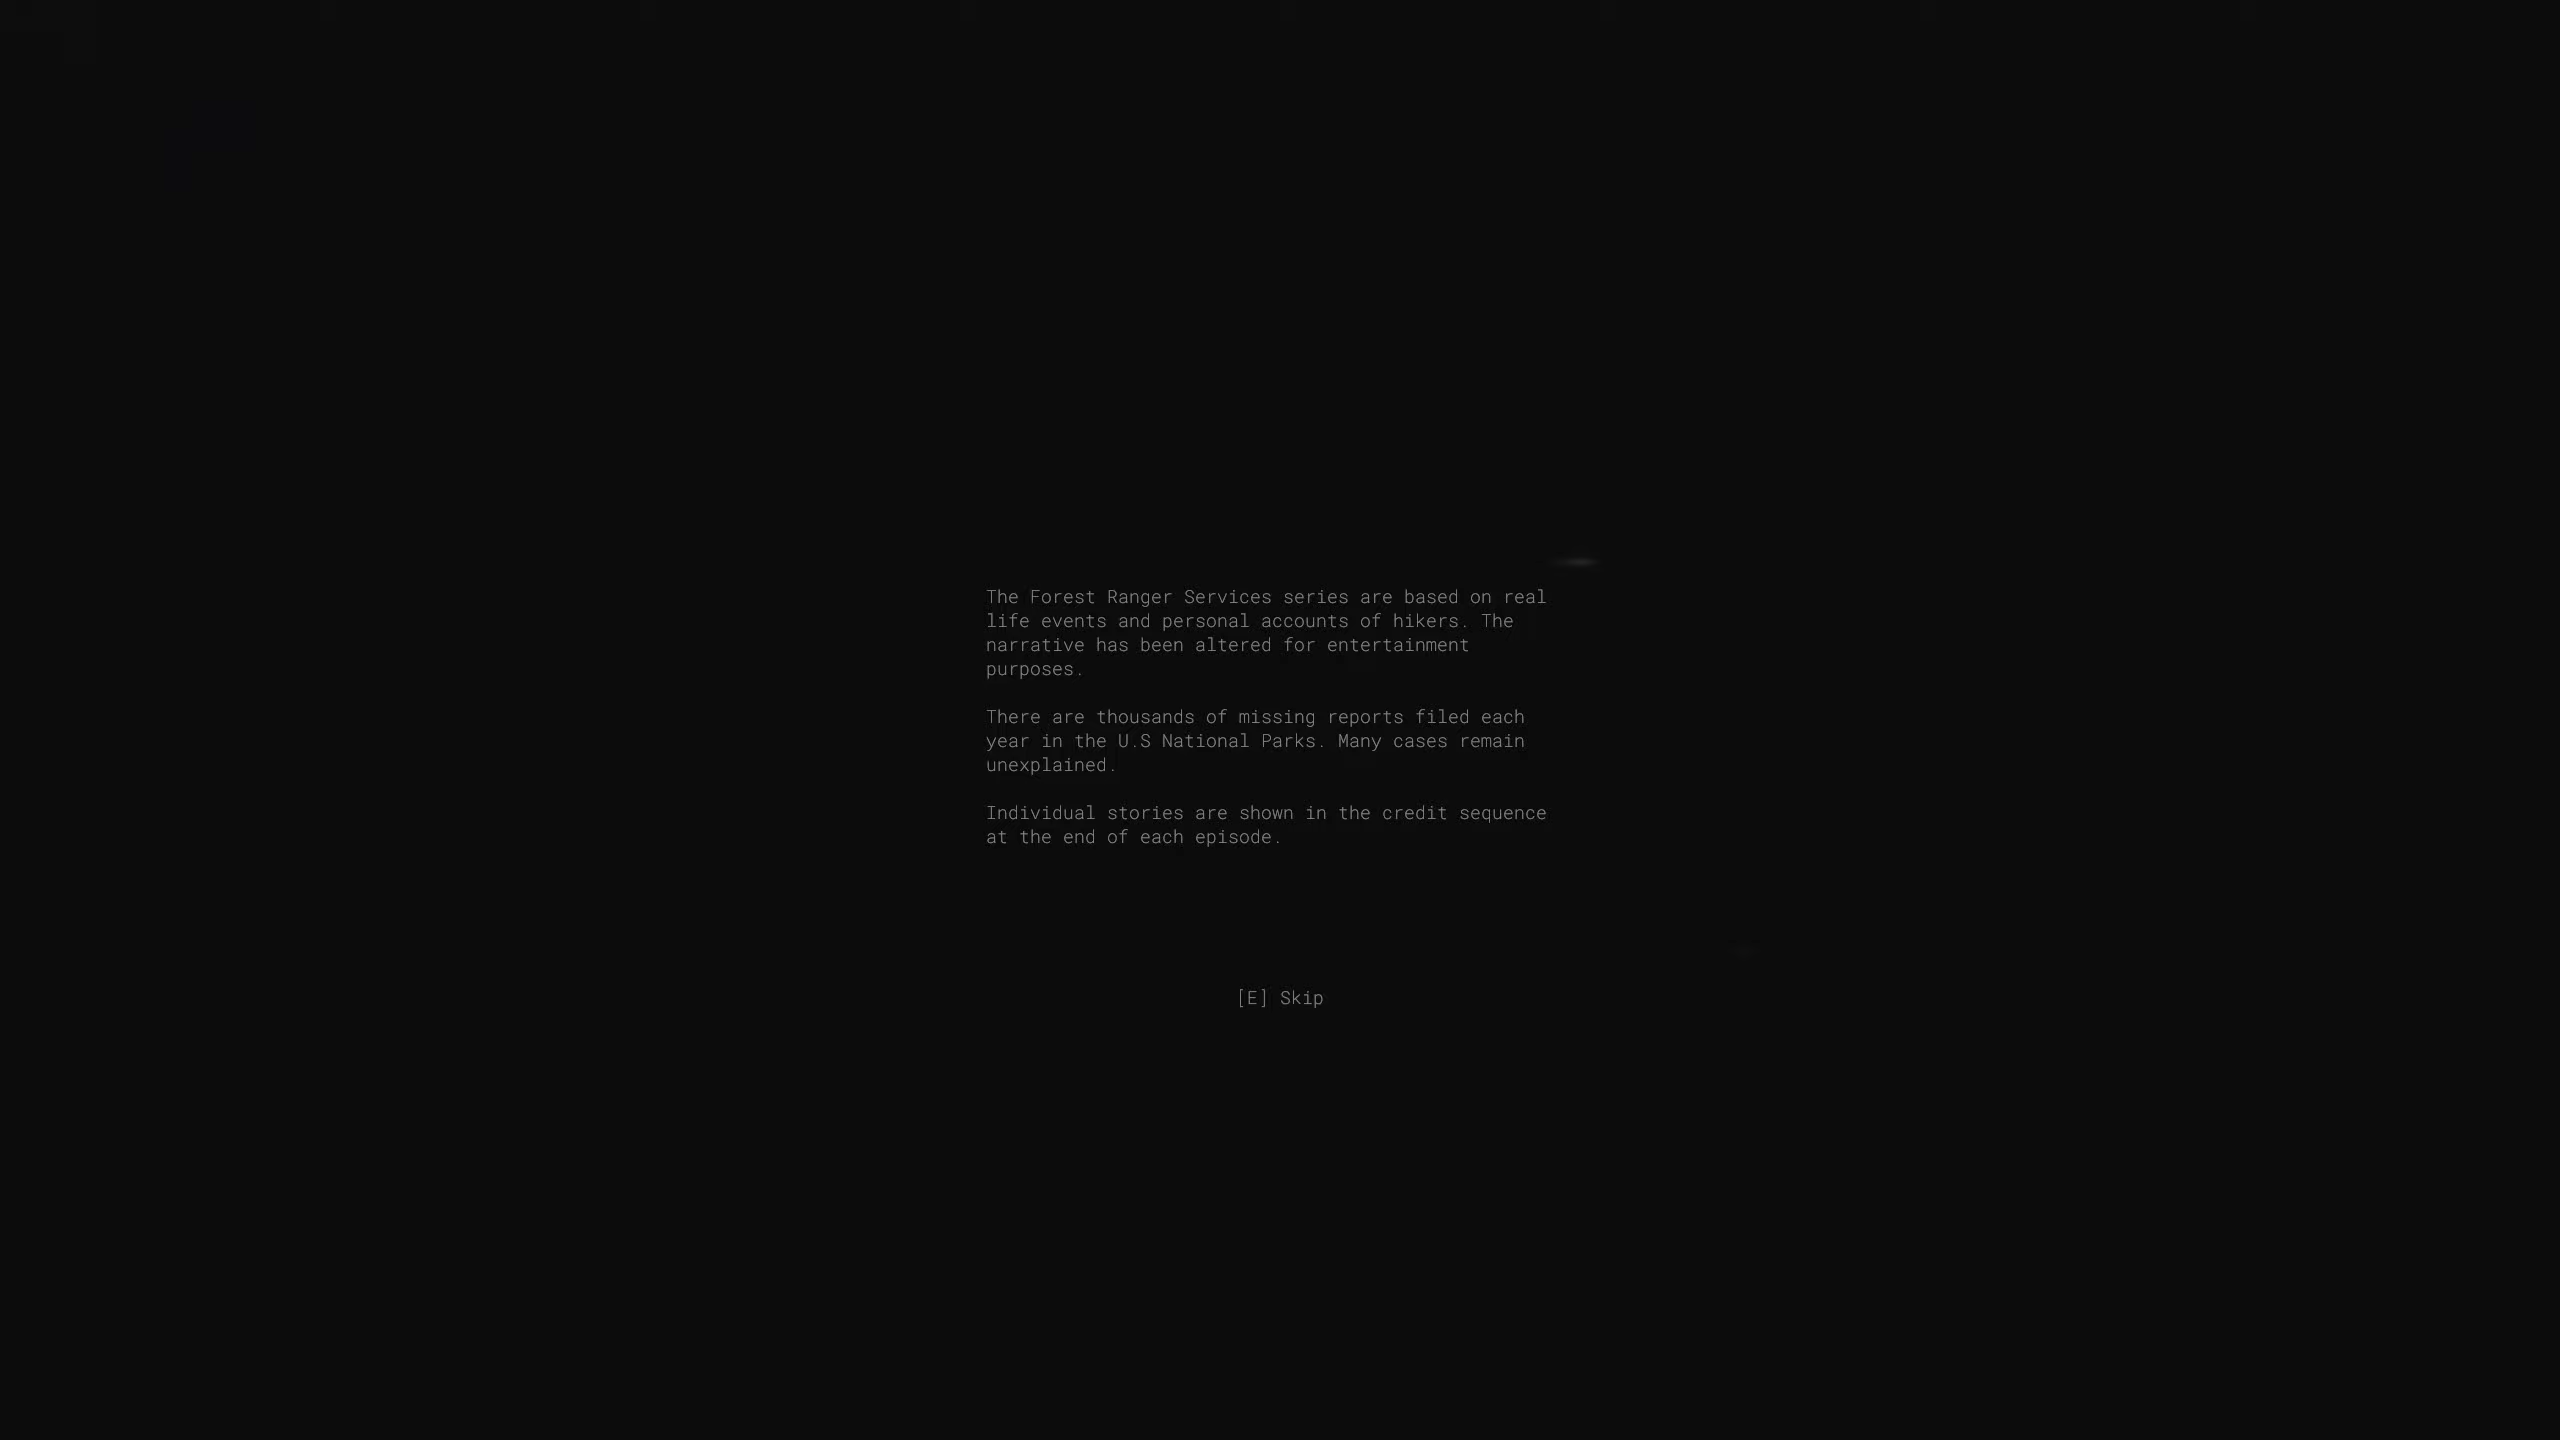 The Forest Ranger Services series are based on real
life events and personal accounts of hikers. The
narrative has been altered for entertainment
purposes.
There are thousands of missing reports filed each
year in the U.S National Parks. Many cases remain
unexplained.
Individual stories are shown in the credit sequence
at the end of each episode.
[E] Skip